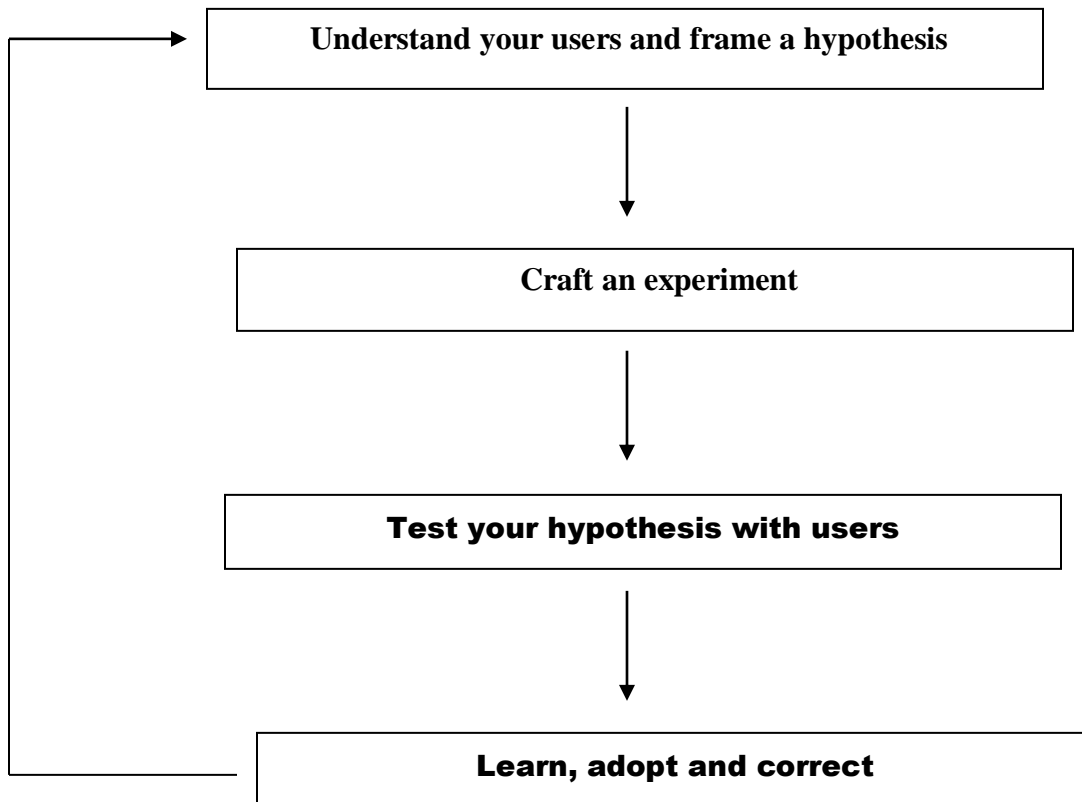 Understand your users and frame a hypothesis
Craft an experiment
Test your hypothesis with users
Learn, adopt and correct